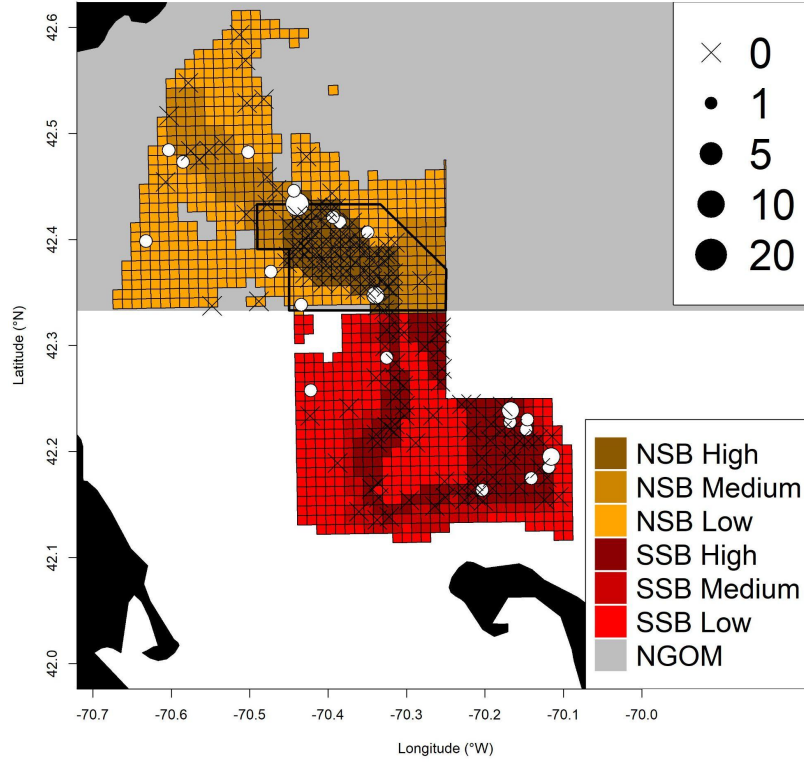 42.6
42.5
42.4
42.3
42.2
42.1
42.0
Latitude (°N)
-70.7 -70.6 -70.5 -70.4 -70.3 -70.2 -70.1 -70.0
Longitude (°W)
0
1
5
10
20
NSB High
NSB Medium
NSB Low
SSB High
SSB Medium
SSB Low
NGOM